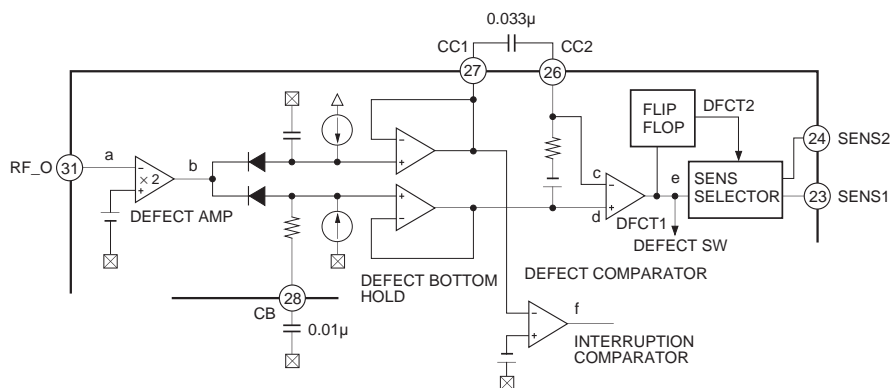 0.033µ
CC1
CC2
27
26
FLIP
FLOP
DFCT2
24
SENS2
RF_O
31
a
b
× 2
−
+
DEFECT AMP
−
+
+
−
c
d
−
+
e
DFCT1
SENS
SELECTOR
23
SENS1
DEFECT SW
DEFECT BOTTOM
HOLD
DEFECT COMPARATOR
28
CB
0.01µ
−
+
f
INTERRUPTION
COMPARATOR